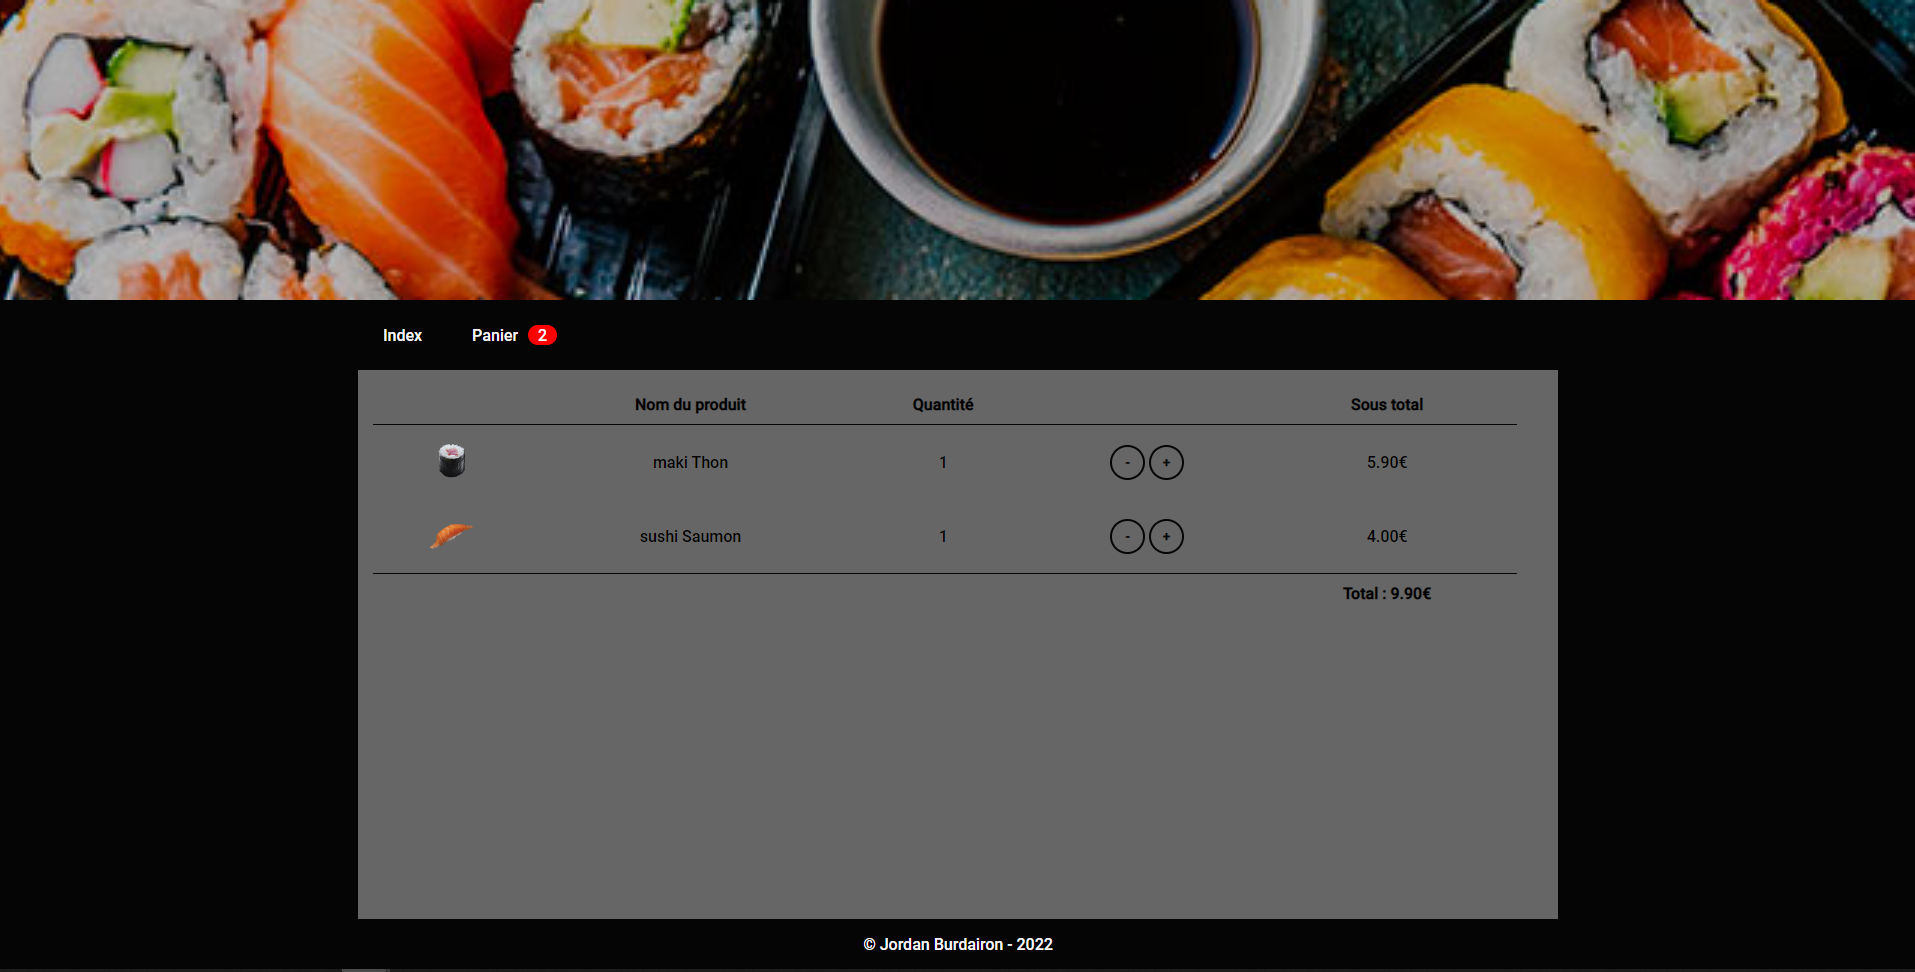 Index Panier 2
Nom du produit Quantité Sous total
maki Thon 1 - + 5.90€
sushi Saumon 1 - + 4.00€
Total : 9.90€
© Jordan Burdairon - 2022